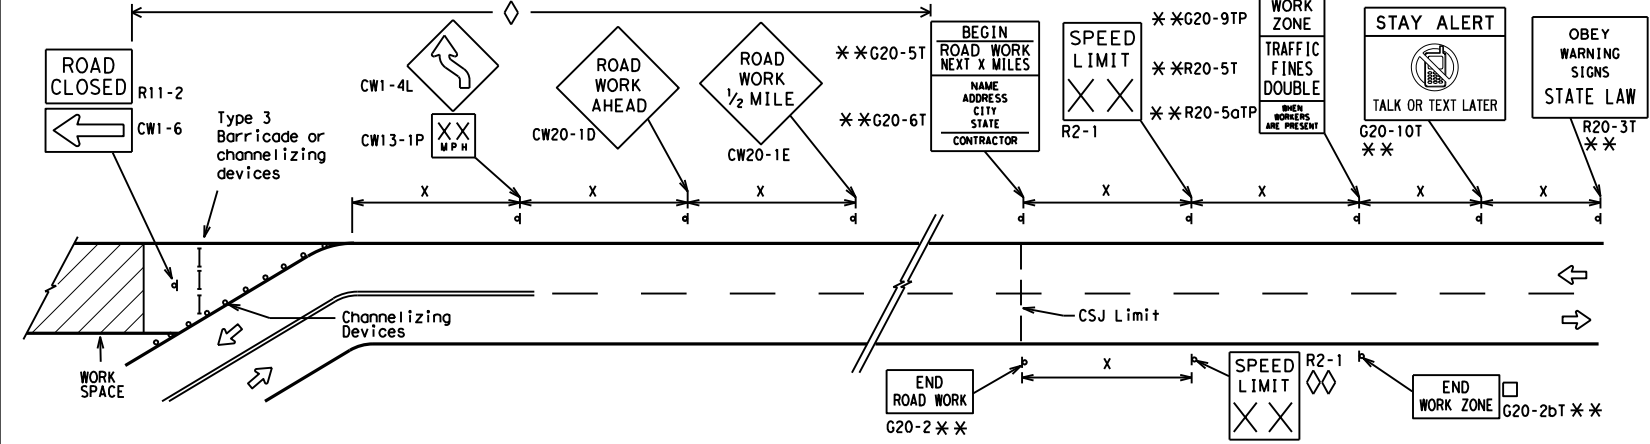 ROAD
CLOSED
R11-2
CW1-6
Type 3
Barricade or
channelizing
devices
CW1-4L
XX
MPH
CW13-1P
ROAD
WORK
AHEAD
CW20-1D
ROAD
WORK
1/2 MILE
CW20-1E
**G20-5T
**G20-6T
BEGIN
ROAD WORK
NEXT X MILES
NAME
ADDRESS
CITY
STATE
CONTRACTOR
SPEED
LIMIT
XX
R2-1
**G20-9TP
**R20-5T
**R20-5aTP
WORK
ZONE
TRAFFIC
FINES
DOUBLE
WHEN
WORKERS
ARE PRESENT
STAY ALERT
TALK OR TEXT LATER
G20-10T
**
OBEY
WARNING
SIGNS
STATE LAW
R20-3T
**
X X X X X X X
Channelizing
Devices
CSJ Limit
WORK
SPACE
END
ROAD WORK
G20-2**
X
SPEED
LIMIT
XX
R2-1
END
WORK ZONE
G20-2bT **